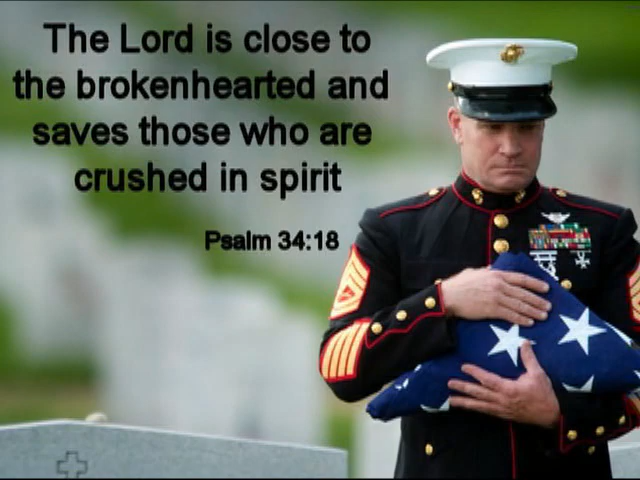 The Lord is close to
the brokenhearted and
saves those who are
crushed in spirit
Psalm 34:18